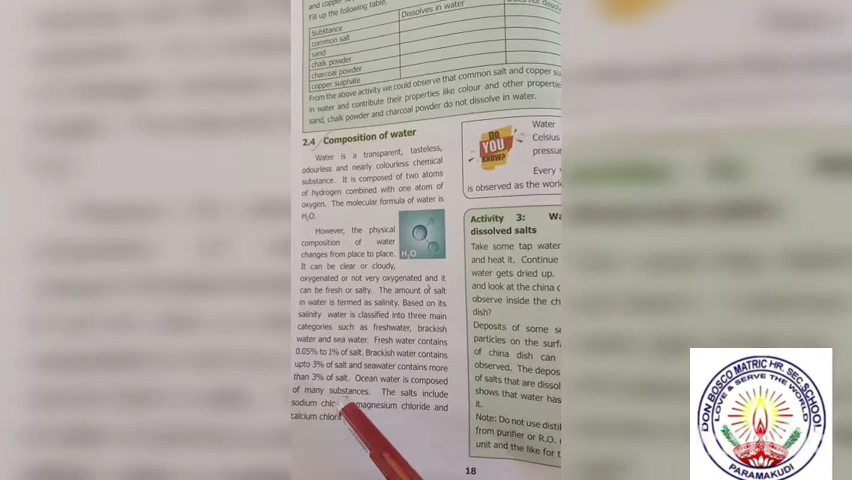 and copper
Fill up the following table.
Substance
Dissolves in water
common salt
sand
chalk powder
charcoal powder
copper sulphate
From the above activity we could observe that common salt and copper
in water and contribute their properties like colour and other
sand, chalk powder and charcoal powder do not dissolve in water.
2.4 Composition of water
Water is a transparent, tasteless,
odourless and nearly colourless chemical
substance. It is composed of two atoms
of hydrogen combined with one atom of
oxygen. The molecular formula of water is
H₂O.
However, the physical
composition of water
changes from place to place.
It can be clear or cloudy,
oxygenated or not very oxygenated and it
can be fresh or salty. The amount of salt
in water is termed as salinity. Based on its
salinity water is classified into three main
categories such as freshwater, brackish
water and sea water. Fresh water contains
0.05% to 1% of salt. Brackish water contains
upto 3% of salt and seawater contains more
than 3% of salt. Ocean water is composed
of many substances. The salts include
sodium magnesium chloride and
calcium
H₂O
DO
YOU
KNOW?
Water
Celsius
Every
is observed as the
Activity 3:
dissolved salts
Take some tap water
and heat it. Continue
water gets dried up.
and look at the china
observe inside the
dish?
Deposits of some
particles on the
of china dish can
observed. The
of salts that are
shows that water has
it.
Note: Do not use
from purifier or R.O.
unit and the like for
18
DON BOSCO MATRIC HR. SEC. SCHOOL
LOVE & SERVE THE BEST
PARAMAKUDI